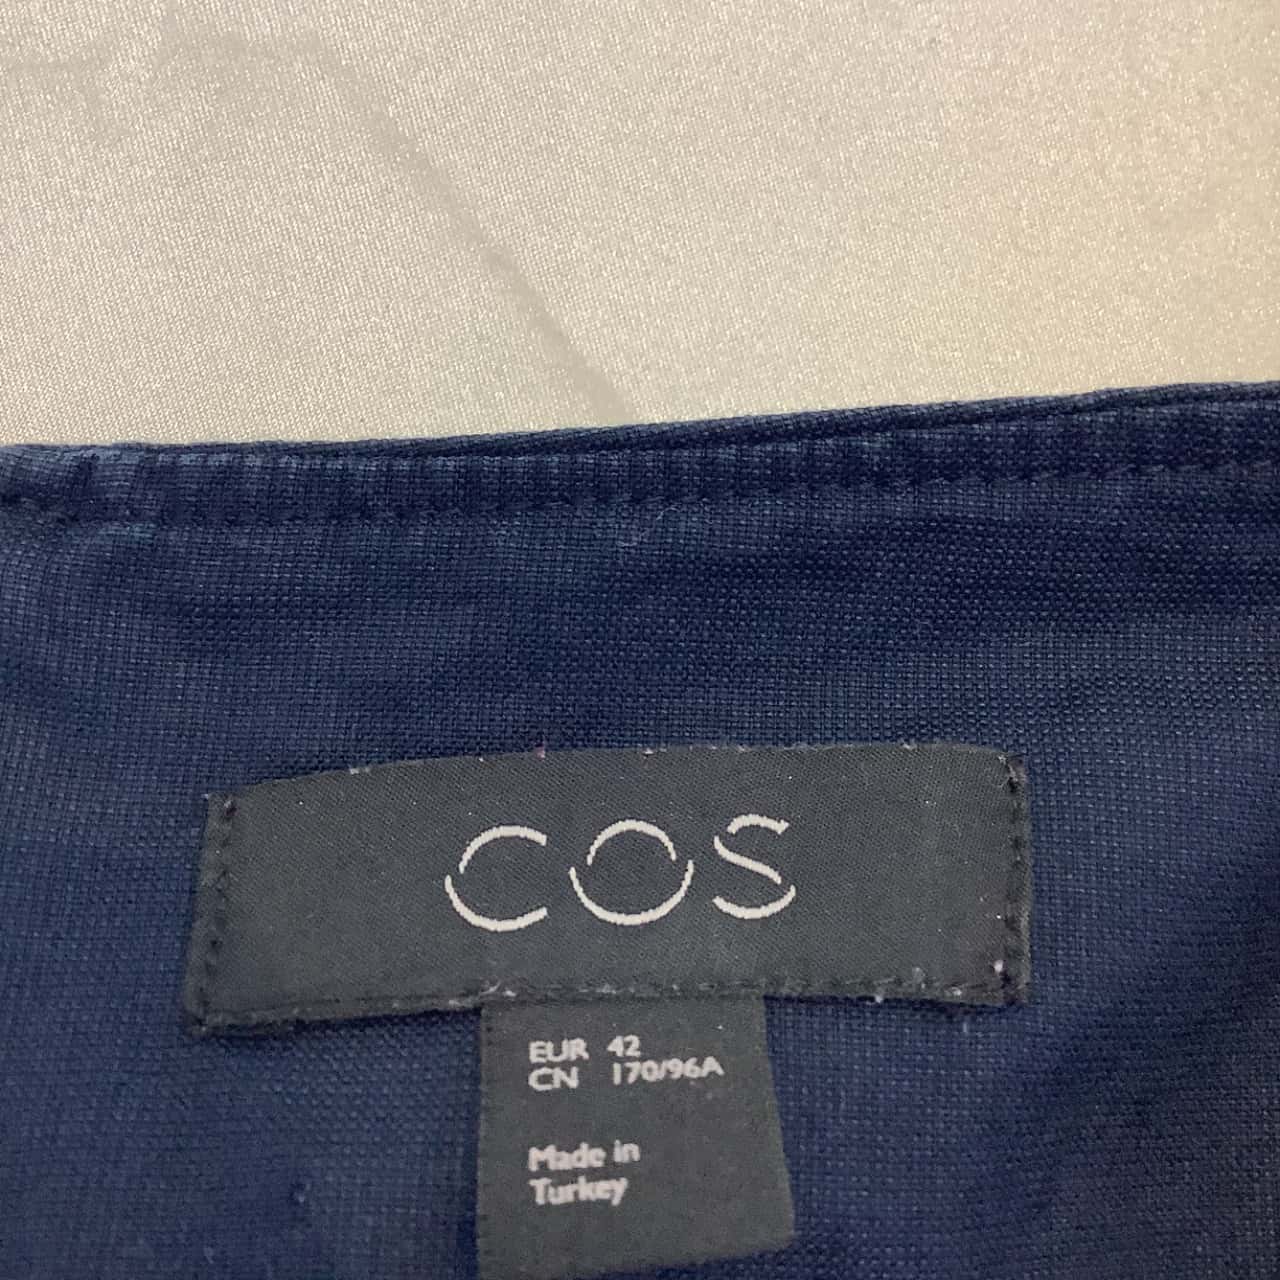 COS
EUR 42
CN 170/96A
Made in
Turkey